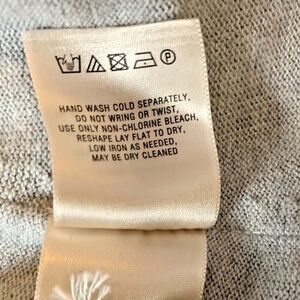 P
HAND WASH COLD SEPARATELY,
DO NOT WRING OR TWIST,
USE ONLY NON-CHLORINE BLEACH,
RESHAPE LAY FLAT TO DRY,
LOW IRON AS NEEDED,
MAY BE DRY CLEANED